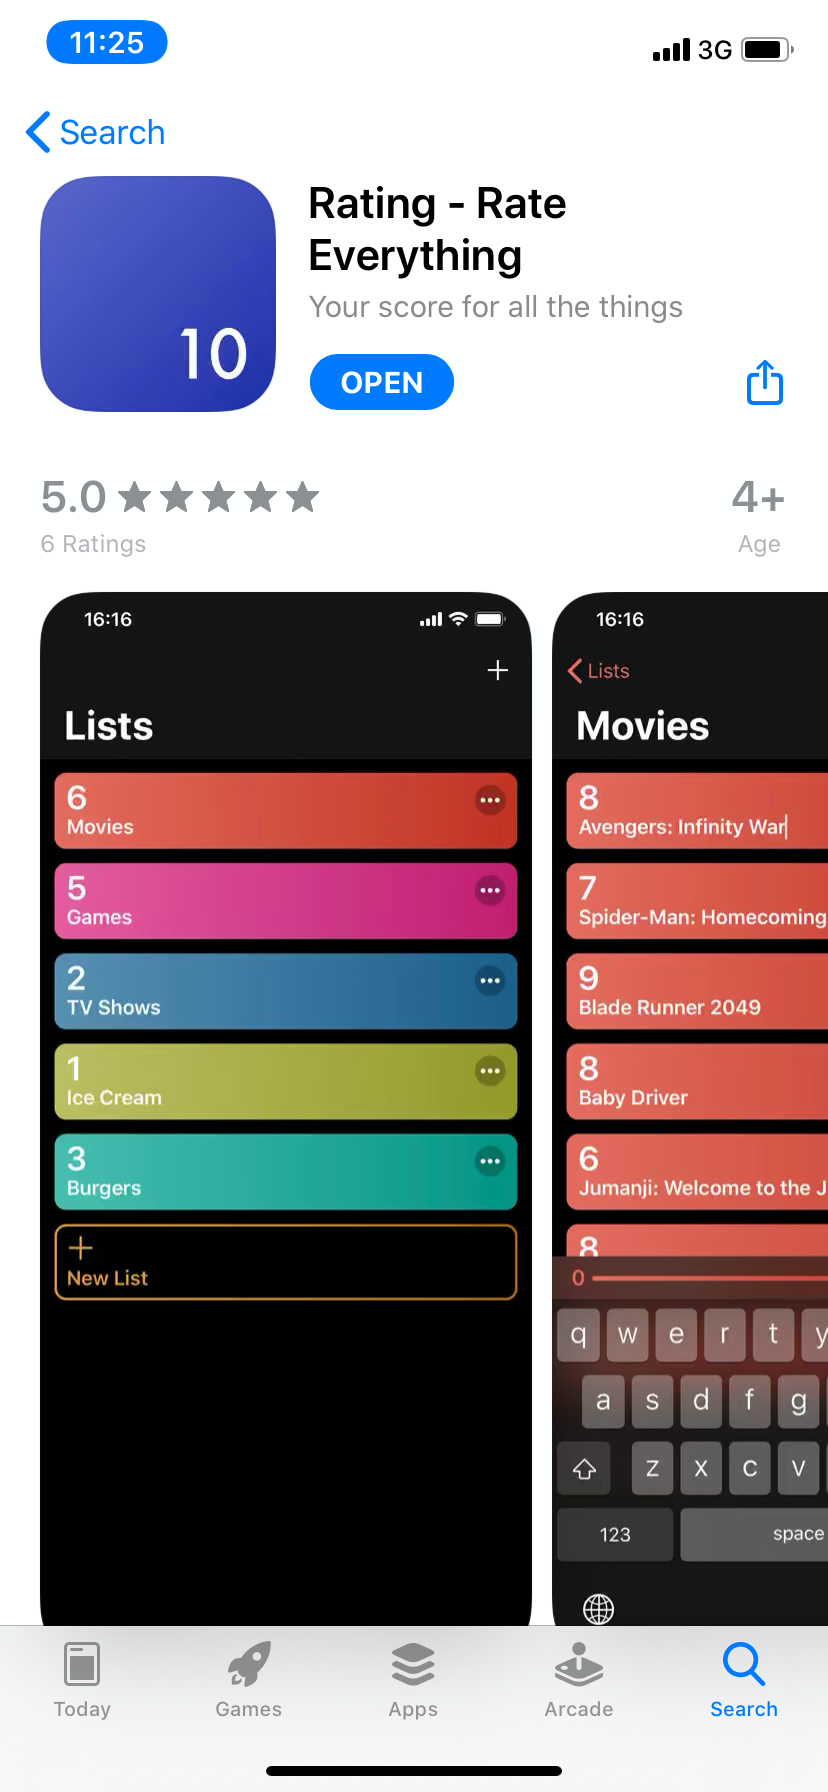 11:25
3G
Search
10
Rating - Rate
Everything
Your score for all the things
OPEN
5.0
4+
6 Ratings
Age
16:16
Lists
6
Movies
5
Games
2
TV Shows
1
Ice Cream
3
Burgers
New List
16:16
Lists
Movies
8
Avengers: Infinity War
7
Spider-Man: Homecoming
9
Blade Runner 2049
8
Baby Driver
6
Jumanji: Welcome to the J
8
0
q w e r t y
a s d f g
z x c v
123
space
Today
Games
Apps
Arcade
Search